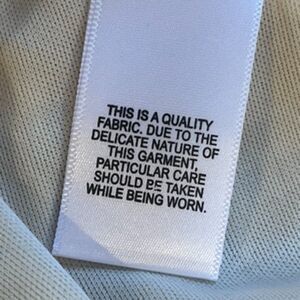 THIS IS A QUALITY
FABRIC. DUE TO THE
DELICATE NATURE OF
THIS GARMENT,
PARTICULAR CARE
SHOULD BE TAKEN
WHILE BEING WORN.